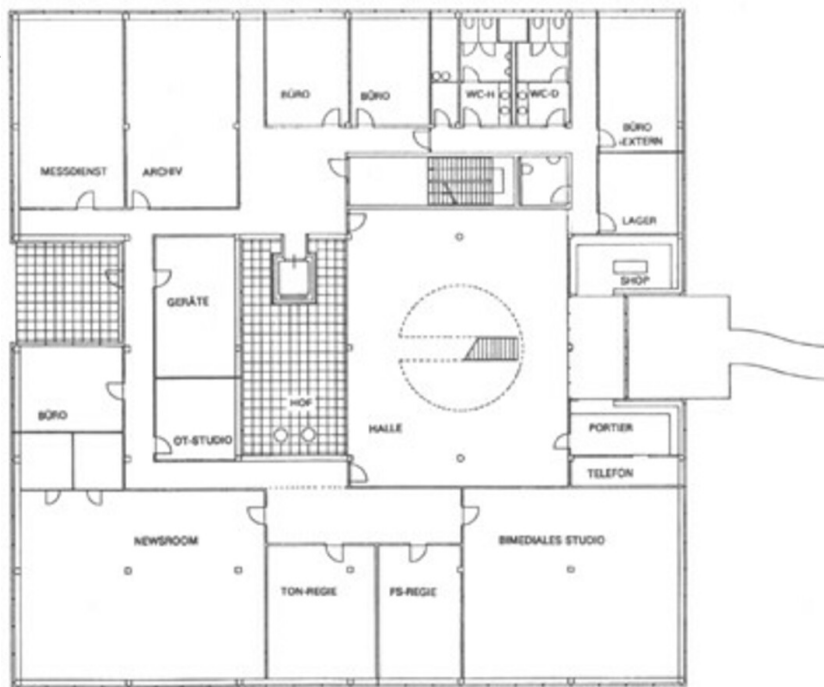 BÜRO
BÜRO
WC-H
WC-D
BÜRO
EXTERN
MESSDIENST
ARCHIV
LAGER
SHOP
GERÄTE
HOF
BÜRO
OT-STUDIO
HALLE
PORTIER
TELEFON
NEWSROOM
BIMEDIALES STUDIO
TON-REGIE
FS-REGIE